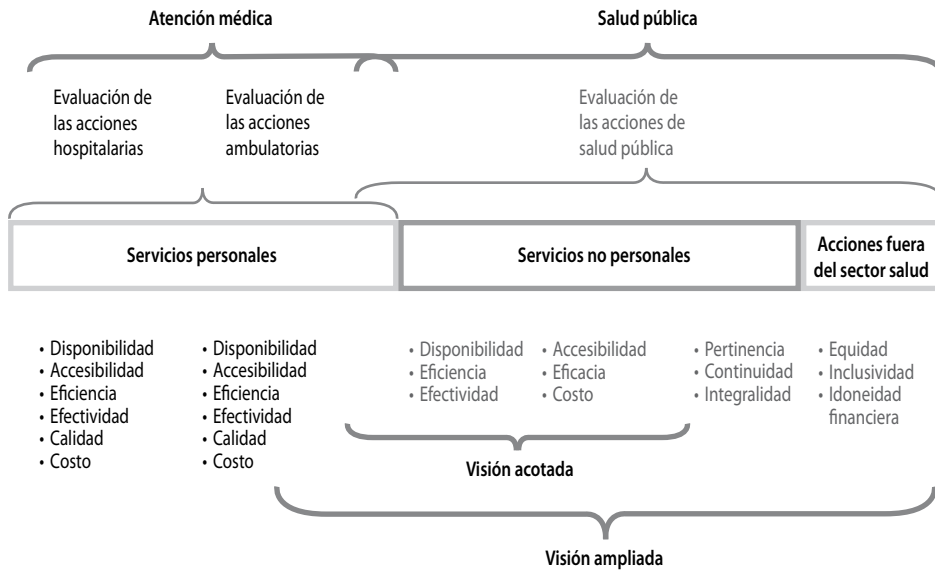 Atención médica
Salud pública
Evaluación de
las acciones
hospitalarias
Evaluación de
las acciones
ambulatorias
Evaluación de
las acciones de
salud pública
Servicios personales
Servicios no personales
Acciones fuera
del sector salud
• Disponibilidad
• Accesibilidad
• Eficiencia
• Efectividad
• Calidad
• Costo
• Disponibilidad
• Accesibilidad
• Eficiencia
• Efectividad
• Calidad
• Costo
• Disponibilidad
• Eficiencia
• Efectividad
• Accesibilidad
• Eficacia
• Costo
• Pertinencia
• Continuidad
• Integralidad
• Equidad
• Inclusividad
• Idoneidad
financiera
Visión acotada
Visión ampliada